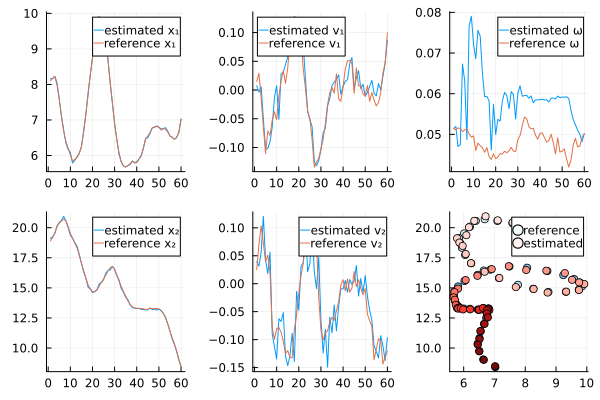 estimated x₁
reference x₁
10
9
8
7
6
0 10 20 30 40 50 60
estimated v₁
reference v₁
0.10
0.05
0.00
−0.05
−0.10
0 10 20 30 40 50 60
estimated ω
reference ω
0.08
0.07
0.06
0.05
0 10 20 30 40 50 60
estimated x₂
reference x₂
20.0
17.5
15.0
12.5
10.0
0 10 20 30 40 50 60
estimated v₂
reference v₂
0.10
0.05
0.00
−0.05
−0.10
−0.15
0 10 20 30 40 50 60
reference
estimated
20.0
17.5
15.0
12.5
10.0
6 7 8 9 10